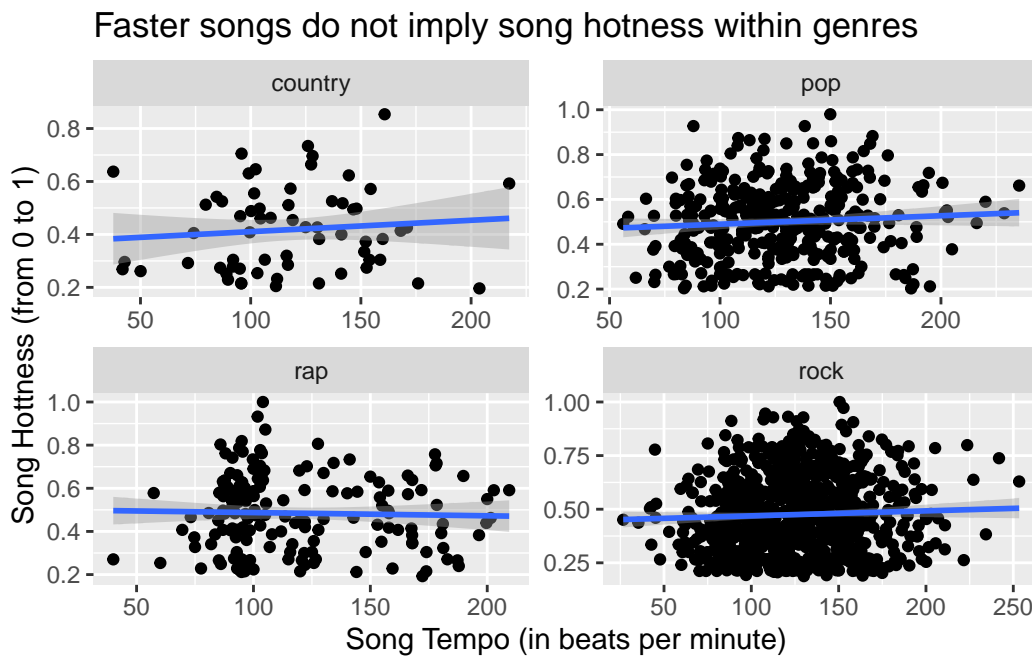 Faster songs do not imply song hotness within genres
country
pop
0.8
0.6
0.4
0.2
1.0
0.8
0.6
0.4
0.2
50 100 150 200
50 100 150 200
rap
rock
1.0
0.8
0.6
0.4
0.2
1.00
0.75
0.50
0.25
50 100 150 200
50 100 150 200 250
Song Hottness (from 0 to 1)
Song Tempo (in beats per minute)